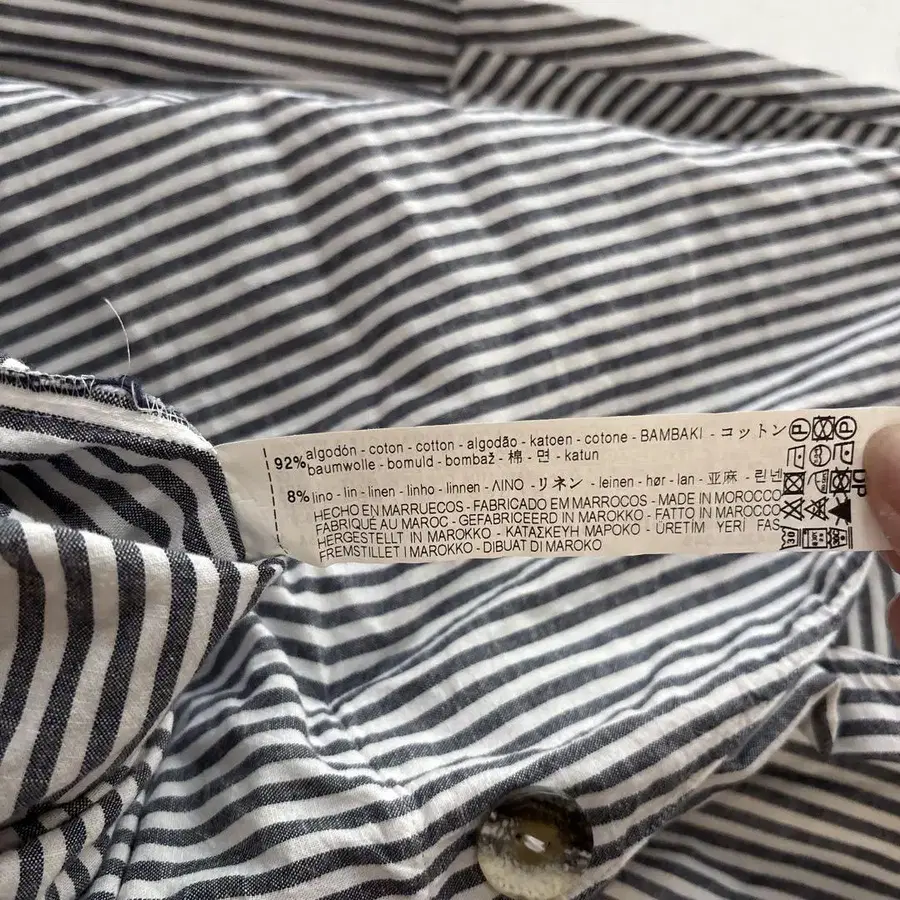 92% algodón - coton - cotton - algodão - katoen - cotone - BAMBAKI - コットン
baumwolle - bomuld - bombaž - 棉 - 면 - katun
8% lino - lin - linen - linho - linnen - ΛΙΝΟ - リネン - leinen - hør - lan - 亚麻 - 린넨
HECHO EN MARRUECOS - FABRICADO EM MARROCOS - MADE IN MOROCCO
FABRIQUÉ AU MAROC - GEFABRICEERD IN MAROKKO - FATTO IN MAROCCO
HERGESTELLT IN MAROKKO - ΚΑΤΑΣΚΕΥΗ ΜΑΡΟΚΟ - ÜRETİM YERİ FAS
FREMSTILLET I MAROKKO - DIBUAT DI MAROKO